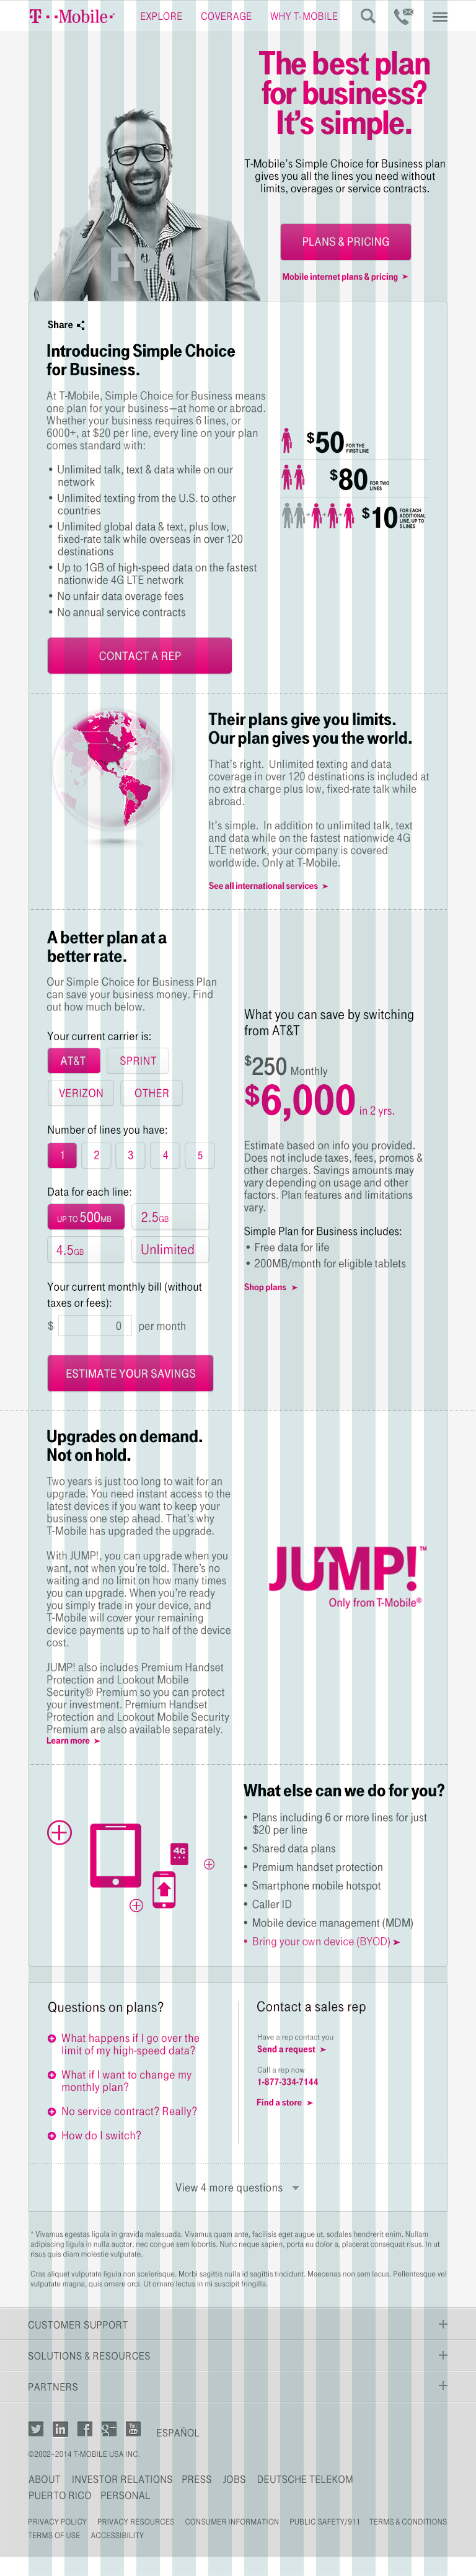 T··Mobile·
EXPLORE COVERAGE WHY T-MOBILE
The best plan
for business?
It's simple.
T-Mobile's Simple Choice for Business plan
gives you all the lines you need without
limits, overages or service contracts.
FPO
PLANS & PRICING
Mobile internet plans & pricing
Share
Introducing Simple Choice
for Business.
At T-Mobile, Simple Choice for Business means
one plan for your business—at home or abroad.
Whether your business requires 6 lines, or
6000+, at $20 per line, every line on your plan
comes standard with:
• Unlimited talk, text & data while on our
network
• Unlimited texting from the U.S. to other
countries
• Unlimited global data & text, plus low,
fixed-rate talk while overseas in over 120
destinations
• Up to 1GB of high-speed data on the fastest
nationwide 4G LTE network
• No unfair data overage fees
• No annual service contracts
$50 FOR THE
FIRST LINE
$80 FOR TWO
LINES
$10 FOR EACH
ADDITIONAL
LINE, UP TO
5 LINES
CONTACT A REP
Their plans give you limits.
Our plan gives you the world.
That's right. Unlimited texting and data
coverage in over 120 destinations is included at
no extra charge plus low, fixed-rate talk while
abroad.
It's simple. In addition to unlimited talk, text
and data while on the fastest nationwide 4G
LTE network, your company is covered
worldwide. Only at T-Mobile.
See all international services
A better plan at a
better rate.
Our Simple Choice for Business Plan
can save your business money. Find
out how much below.
Your current carrier is:
AT&T SPRINT
VERIZON OTHER
Number of lines you have:
1 2 3 4 5
Data for each line:
UP TO 500MB 2.5GB
4.5GB Unlimited
Your current monthly bill (without
taxes or fees):
$ 0 per month
ESTIMATE YOUR SAVINGS
What you can save by switching
from AT&T
$250 Monthly
$6,000 in 2 yrs.
Estimate based on info you provided.
Does not include taxes, fees, promos &
other charges. Savings amounts may
vary depending on usage and other
factors. Plan features and limitations
vary.
Simple Plan for Business includes:
• Free data for life
• 200MB/month for eligible tablets
Shop plans
Upgrades on demand.
Not on hold.
Two years is just too long to wait for an
upgrade. You need instant access to the
latest devices if you want to keep your
business one step ahead. That's why
T-Mobile has upgraded the upgrade.
With JUMP!, you can upgrade when you
want, not when you're told. There's no
waiting and no limit on how many times
you can upgrade. When you're ready
you simply trade in your device, and
T-Mobile will cover your remaining
device payments up to half of the device
cost.
JUMP! also includes Premium Handset
Protection and Lookout Mobile
Security® Premium so you can protect
your investment. Premium Handset
Protection and Lookout Mobile Security
Premium are also available separately.
Learn more
JUMP!™
Only from T-Mobile®
4G
What else can we do for you?
• Plans including 6 or more lines for just
$20 per line
• Shared data plans
• Premium handset protection
• Smartphone mobile hotspot
• Caller ID
• Mobile device management (MDM)
• Bring your own device (BYOD)
Questions on plans?
What happens if I go over the
limit of my high-speed data?
What if I want to change my
monthly plan?
No service contract? Really?
How do I switch?
Contact a sales rep
Have a rep contact you
Send a request
Call a rep now
1-877-334-7144
Find a store
View 4 more questions
* Vivamus egestas ligula in gravida malesuada. Vivamus quam ante, facilisis eget augue ut, sodales hendrerit enim. Nullam
adipiscing ligula in nulla auctor, nec congue sem lobortis. Nunc neque sapien, porta eu dolor a, placerat consequat risus. In ut
risus quis diam molestie vulputate.
Cras aliquet vulputate ligula non scelerisque. Morbi sagittis nulla id sagittis tincidunt. Maecenas non sem lacus. Pellentesque vel
vulputate magna, quis ornare orci. Ut ornare lectus in mi suscipit fringilla.
CUSTOMER SUPPORT
SOLUTIONS & RESOURCES
PARTNERS
ESPAÑOL
©2002–2014 T-MOBILE USA INC.
ABOUT INVESTOR RELATIONS PRESS JOBS DEUTSCHE TELEKOM
PUERTO RICO PERSONAL
PRIVACY POLICY PRIVACY RESOURCES CONSUMER INFORMATION PUBLIC SAFETY/911 TERMS & CONDITIONS
TERMS OF USE ACCESSIBILITY